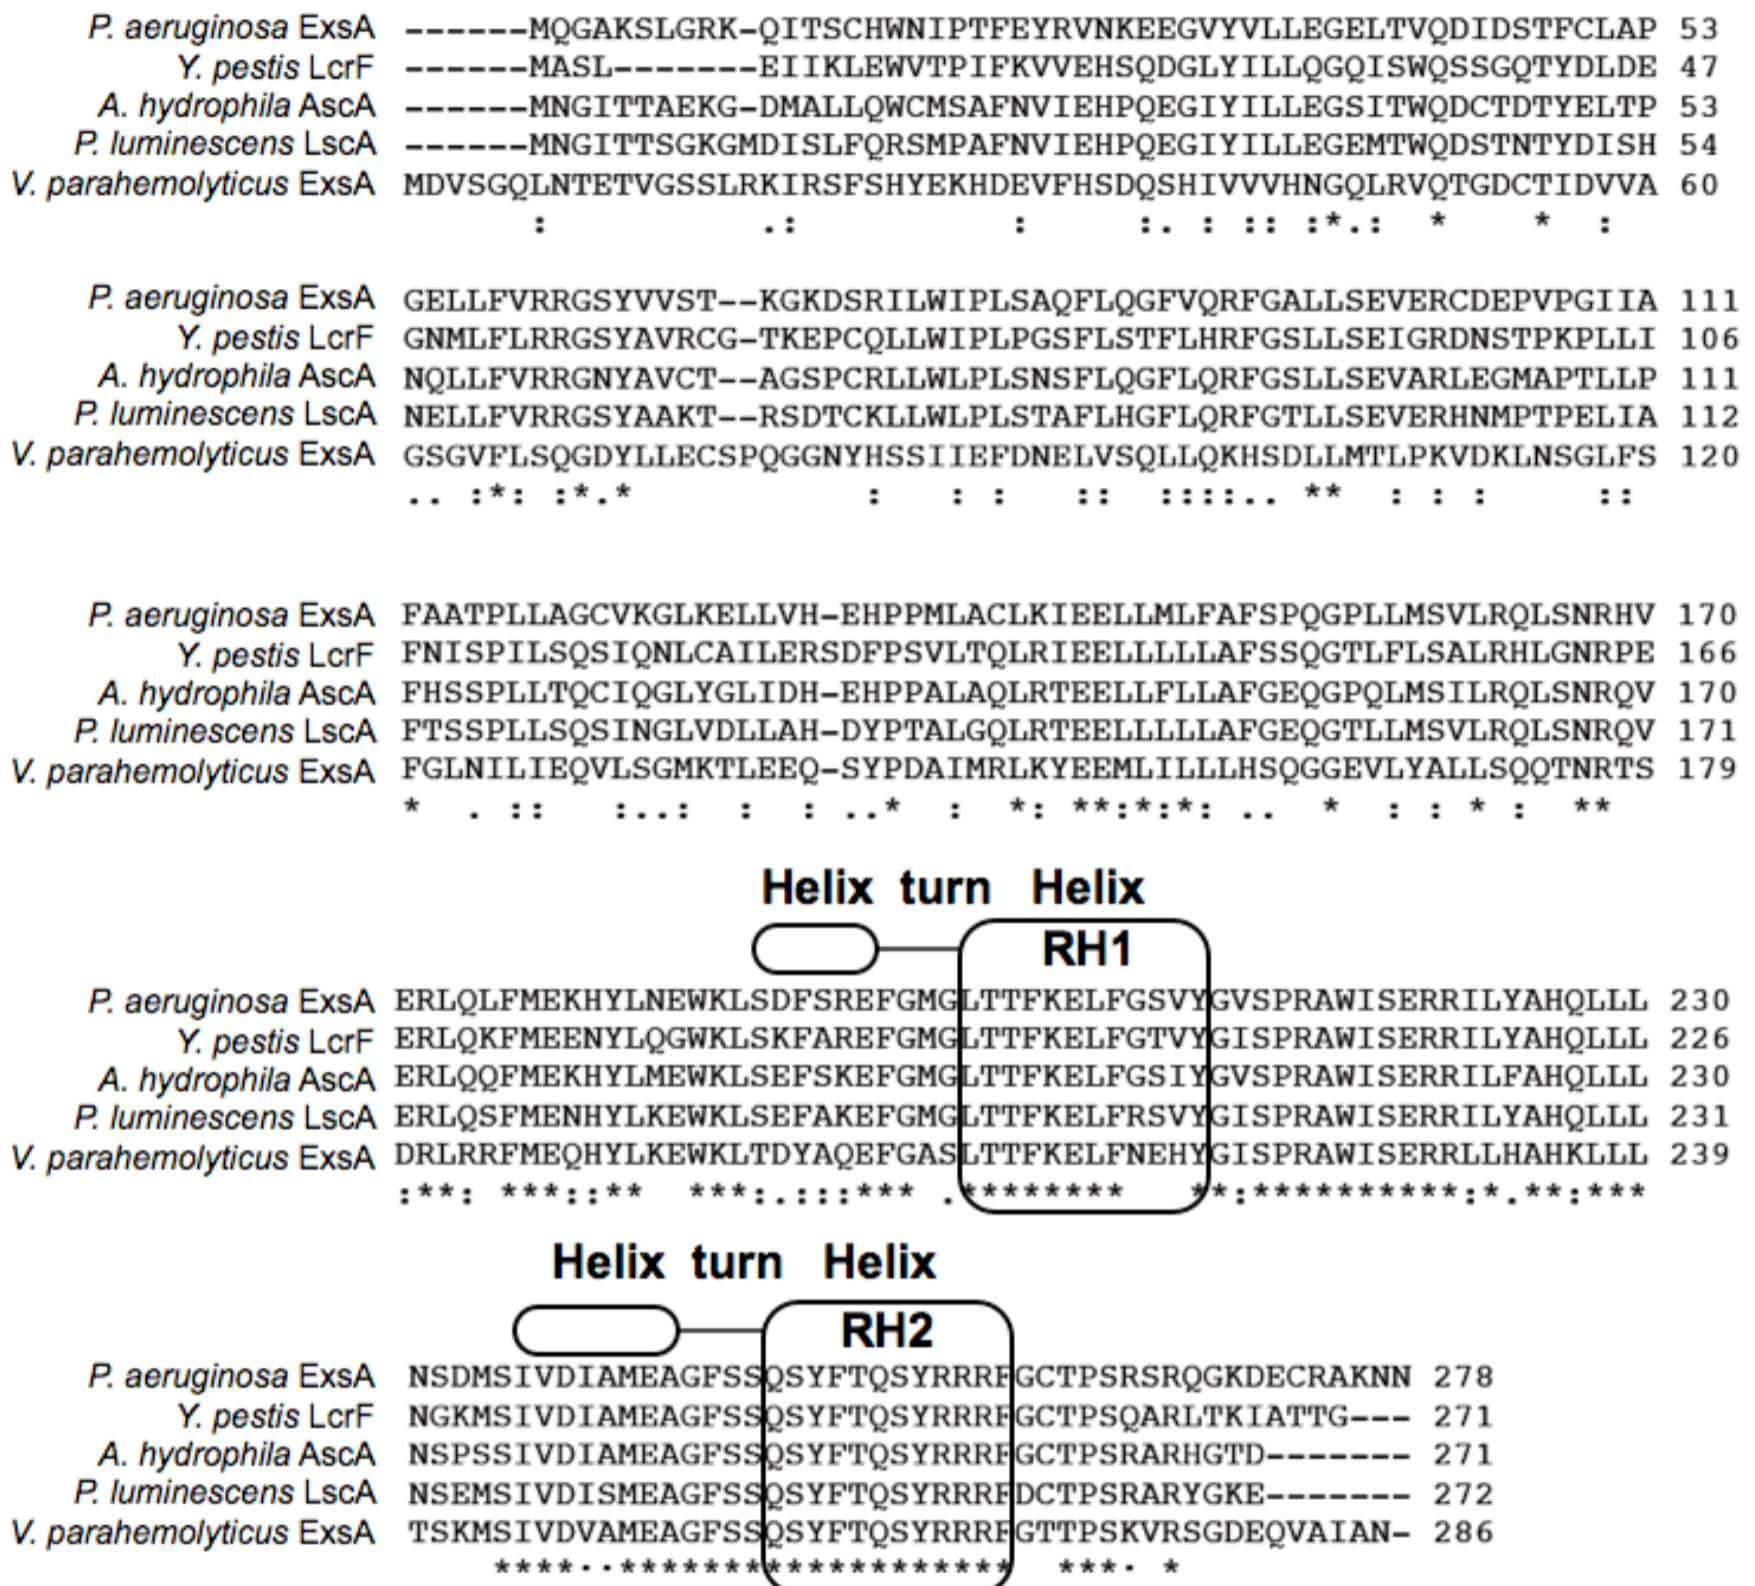 P. aeruginosa ExsA ------MQGAKSLGRK-QITSCHWNIPTFEYRVNKEEGVYVLLEGELTVQDIDSTFCLAP 53
Y. pestis LcrF ------MASL-------EIIKLEWVTPIFKVVEHSQDGLYILLQGQISWQSSGQTYDLDE 47
A. hydrophila AscA ------MNGITTAEKG-DMALLQWCMSAFNVIEHPQEGIYILLEGSITWQDCTDTYELTP 53
P. luminescens LscA ------MNGITTSGKGMDISLFQRSMPAFNVIEHPQEGIYILLEGEMTWQDSTNTYDISH 54
V. parahemolyticus ExsA MDVSGQLNTETVGSSLRKIRSFSHYEKHDEVFHSDQSHIVVVHNGQLRVQTGDCTIDVVA 60
: .: : :. : :: :*.: * * :
P. aeruginosa ExsA GELLFVRRGSYVVST--KGKDSRILWIPLSAQFLQGFVQRFGALLSEVERCDEPVPGIIA 111
Y. pestis LcrF GNMLFLRRGSYAVRCG-TKEPCQLLWIPLPGSFLSTFLHRFGSLLSEIGRDNSTPKPLLI 106
A. hydrophila AscA NQLLFVRRGNYAVCT--AGSPCRLLWLPLSNSFLQGFLQRFGSLLSEVARLEGMAPTLLP 111
P. luminescens LscA NELLFVRRGSYAAKT--RSDTCKLLWLPLSTAFLHGFLQRFGTLLSEVERHNMPTPELIA 112
V. parahemolyticus ExsA GSGVFLSQGDYLLECSPQGGNYHSSIIEFDNELVSQLLQKHSDLLMTLPKVDKLNSGLFS 120
.. :*: :*.* : : : :: ::::.. ** : : : ::
P. aeruginosa ExsA FAATPLLAGCVKGLKELLVH-EHPPMLACLKIEELLMLFAFSPQGPLLMSVLRQLSNRHV 170
Y. pestis LcrF FNISPILSQSIQNLCAILERSDFPSVLTQLRIEELLLLLAFSSQGTLFLSALRHLGNRPE 166
A. hydrophila AscA FHSSPLLTQCIQGLYGLIDH-EHPPALAQLRTEELLFLLAFGEQGPQLMSILRQLSNRQV 170
P. luminescens LscA FTSSPLLSQSINGLVDLLAH-DYPTALGQLRTEELLLLLAFGEQGTLLMSVLRQLSNRQV 171
V. parahemolyticus ExsA FGLNILIEQVLSGMKTLEEQ-SYPDAIMRLKYEEMLILLLHSQGGEVLYALLSQQTNRTS 179
* . :: :..: : : ..* : *: **:*:*: .. * : : * : **
Helix turn Helix
RH1
P. aeruginosa ExsA ERLQLFMEKHYLNEWKLSDFSREFGMGLTTFKELFGSVYGVSPRAWISERRILYAHQLLL 230
Y. pestis LcrF ERLQKFMEENYLQGWKLSKFAREFGMGLTTFKELFGTVYGISPRAWISERRILYAHQLLL 226
A. hydrophila AscA ERLQQFMEKHYLMEWKLSEFSKEFGMGLTTFKELFGSIYGVSPRAWISERRILFAHQLLL 230
P. luminescens LscA ERLQSFMENHYLKEWKLSEFAKEFGMGLTTFKELFRSVYGISPRAWISERRILYAHQLLL 231
V. parahemolyticus ExsA DRLRRFMEQHYLKEWKLTDYAQEFGASLTTFKELFNEHYGISPRAWISERRLLHAHKLLL 239
:**: ***::** ***:.:::*** .******** **:**********:*.**:***
Helix turn Helix
RH2
P. aeruginosa ExsA NSDMSIVDIAMEAGFSSQSYFTQSYRRRFGCTPSRSRQGKDECRAKNN 278
Y. pestis LcrF NGKMSIVDIAMEAGFSSQSYFTQSYRRRFGCTPSQARLTKIATTG--- 271
A. hydrophila AscA NSPSSIVDIAMEAGFSSQSYFTQSYRRRFGCTPSRARHGTD------- 271
P. luminescens LscA NSEMSIVDISMEAGFSSQSYFTQSYRRRFDCTPSRARYGKE------- 272
V. parahemolyticus ExsA TSKMSIVDVAMEAGFSSQSYFTQSYRRRFGTTPSKVRSGDEQVAIAN- 286
****..******************* ***. *